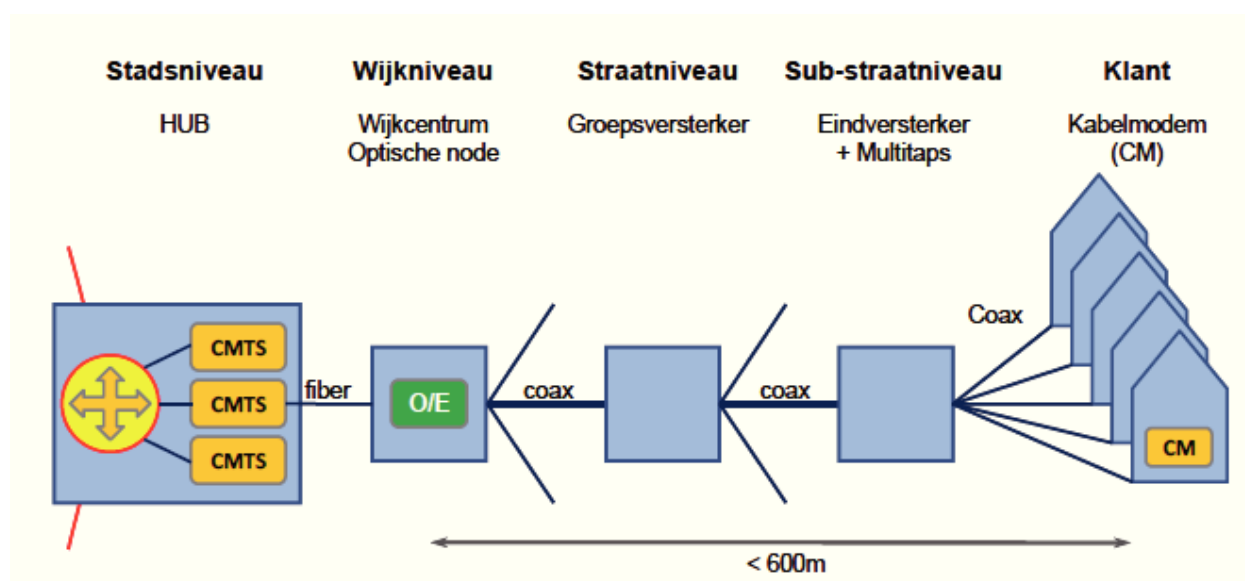 Stadsniveau
Wijkniveau
Straatniveau
Sub-straatniveau
Klant
HUB
Wijkcentrum
Optische node
Groepsversterker
Eindversterker
+ Multitaps
Kabelmodem
(CM)
CMTS
CMTS
CMTS
fiber
O/E
coax
coax
Coax
CM
< 600m